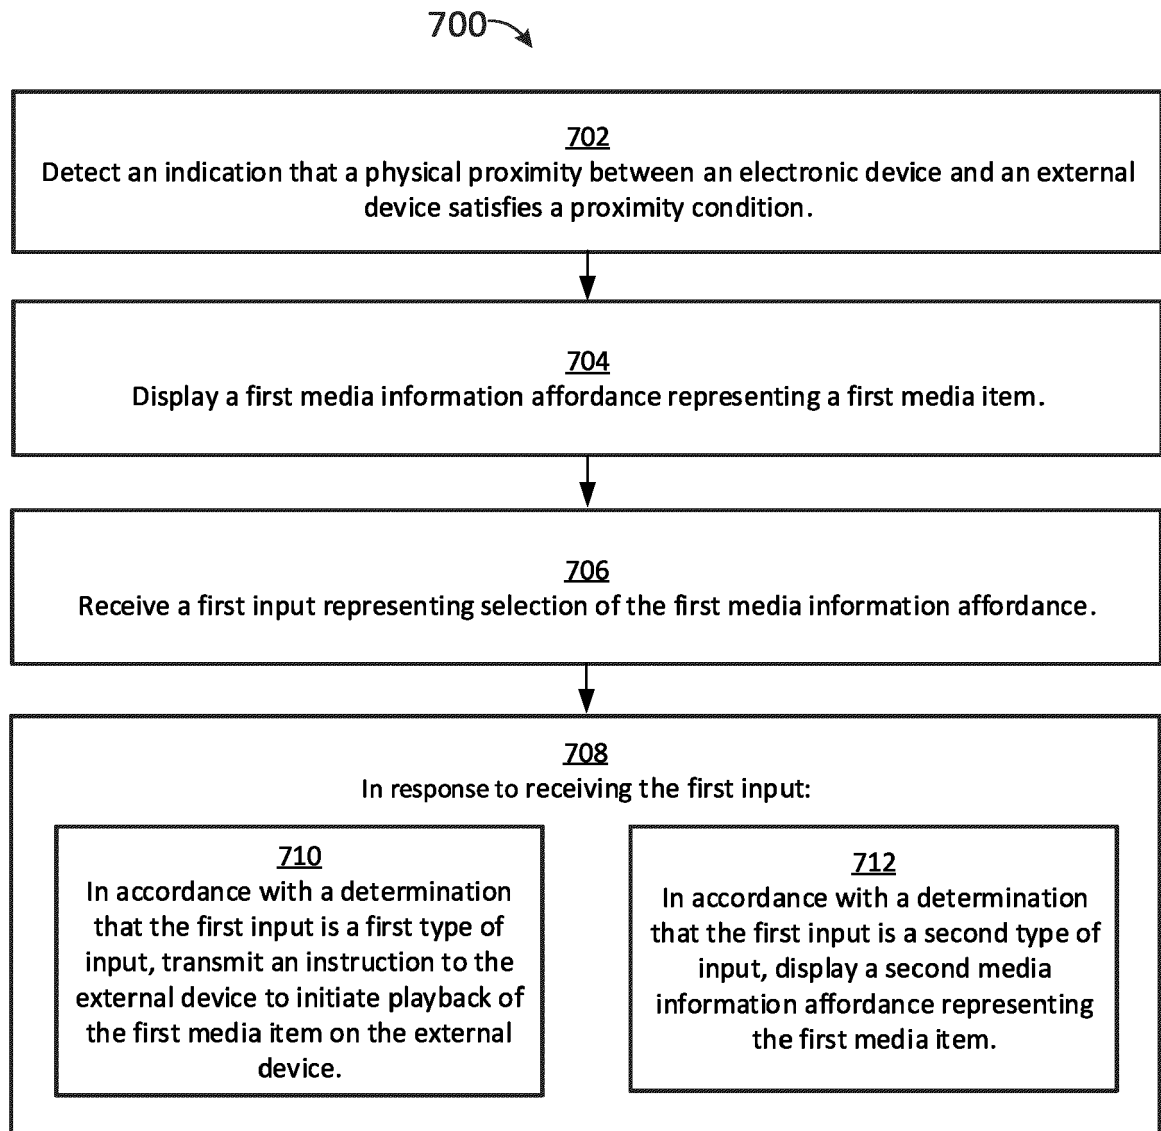 700
702
Detect an indication that a physical proximity between an electronic device and an external
device satisfies a proximity condition.
704
Display a first media information affordance representing a first media item.
706
Receive a first input representing selection of the first media information affordance.
708
In response to receiving the first input:
710
In accordance with a determination
that the first input is a first type of
input, transmit an instruction to the
external device to initiate playback of
the first media item on the external
device.
712
In accordance with a determination
that the first input is a second type of
input, display a second media
information affordance representing
the first media item.